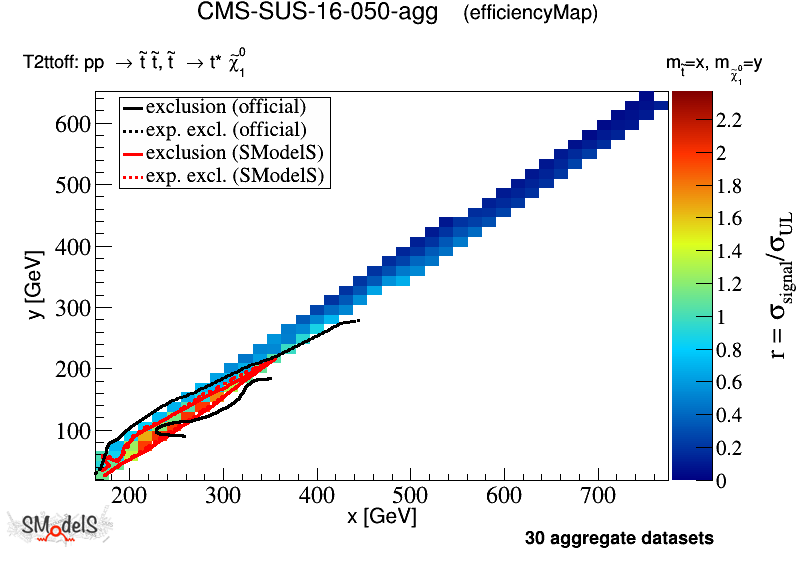 CMS-SUS-16-050-agg (efficiencyMap)
T2ttoff: pp → t̃ t̃, t̃ → t* χ̃₁⁰
m_t̃=x, m_χ̃₁⁰=y
exclusion (official)
exp. excl. (official)
exclusion (SModelS)
exp. excl. (SModelS)
600
500
400
300
200
100
y [GeV]
200 300 400 500 600 700
x [GeV]
2.2
2
1.8
1.6
1.4
1.2
1
0.8
0.6
0.4
0.2
0
r = σ_signal/σ_UL
SModelS
30 aggregate datasets